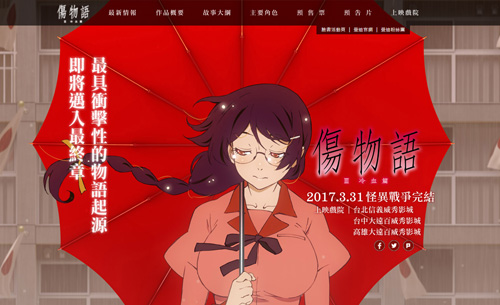 傷物語
最新情報 作品概要 故事大綱 主要角色 預售票 預告片 上映戲院
最具衝擊性的物語起源
即將邁入最終章
傷物語
2017.3.31 怪異戰爭完結
上映戲院｜台北信義威秀影城
台中大遠百威秀影城
高雄大遠百威秀影城